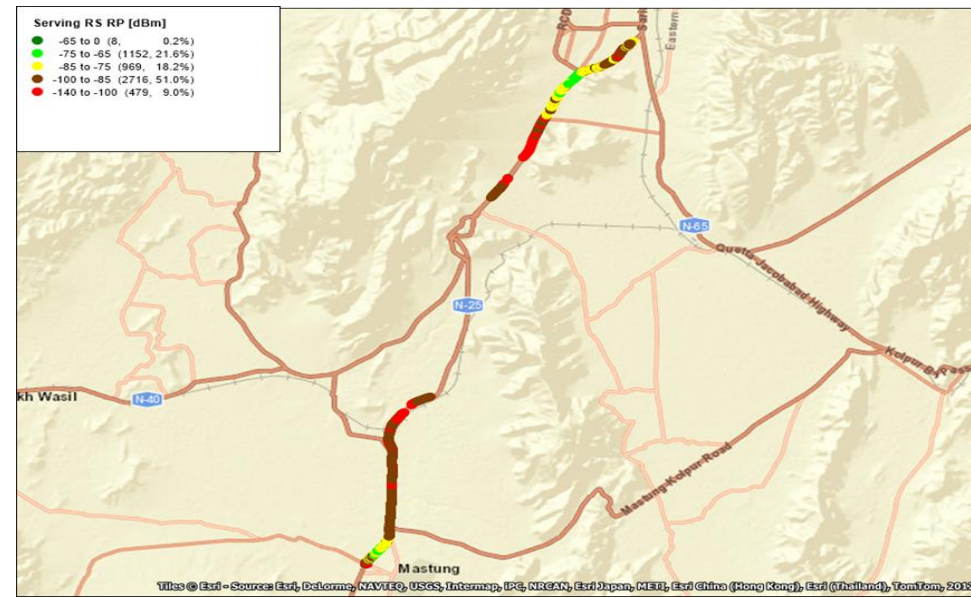 Serving RS RP [dBm]
-65 to 0 (8, 0.2%)
-75 to -65 (1152, 21.6%)
-85 to -75 (969, 18.2%)
-100 to -85 (2716, 51.0%)
-140 to -100 (479, 9.0%)
RCD
Sari
Eastern
N-65
Quetta-Jacobabad Highway
N-25
Kolpur
kh Wasil
N-40
Mastung-Kolpur Road
Mastung
Tiles © Esri - Source: Esri, DeLorme, NAVTEQ, USGS, Intermap, iPC, NRCAN, Esri Japan, METI, Esri China (Hong Kong), Esri (Thailand), TomTom, 2012